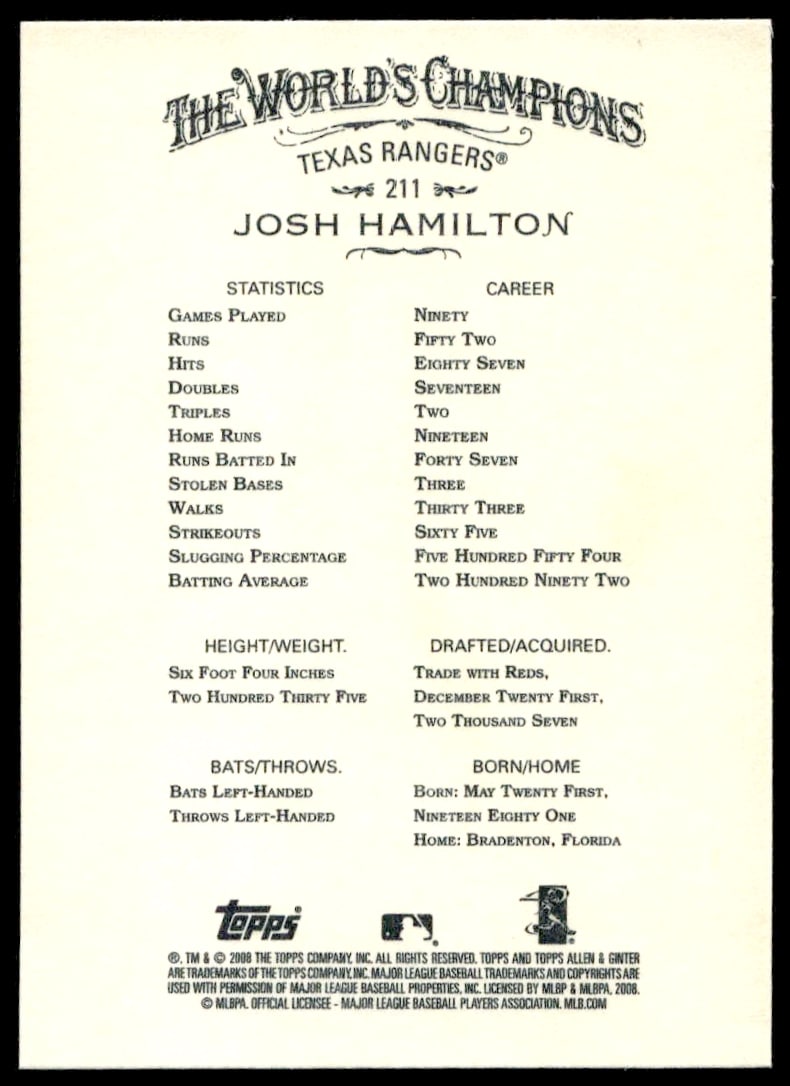 THE WORLD'S CHAMPIONS
TEXAS RANGERS®
211
JOSH HAMILTON
STATISTICS CAREER
GAMES PLAYED NINETY
RUNS FIFTY TWO
HITS EIGHTY SEVEN
DOUBLES SEVENTEEN
TRIPLES TWO
HOME RUNS NINETEEN
RUNS BATTED IN FORTY SEVEN
STOLEN BASES THREE
WALKS THIRTY THREE
STRIKEOUTS SIXTY FIVE
SLUGGING PERCENTAGE FIVE HUNDRED FIFTY FOUR
BATTING AVERAGE TWO HUNDRED NINETY TWO
HEIGHT/WEIGHT.
SIX FOOT FOUR INCHES
TWO HUNDRED THIRTY FIVE
DRAFTED/ACQUIRED.
TRADE WITH REDS,
DECEMBER TWENTY FIRST,
TWO THOUSAND SEVEN
BATS/THROWS.
BATS LEFT-HANDED
THROWS LEFT-HANDED
BORN/HOME
BORN: MAY TWENTY FIRST,
NINETEEN EIGHTY ONE
HOME: BRADENTON, FLORIDA
Topps®
®, TM & © 2008 THE TOPPS COMPANY, INC. ALL RIGHTS RESERVED. TOPPS AND TOPPS ALLEN & GINTER
ARE TRADEMARKS OF THE TOPPS COMPANY, INC. MAJOR LEAGUE BASEBALL TRADEMARKS AND COPYRIGHTS ARE
USED WITH PERMISSION OF MAJOR LEAGUE BASEBALL PROPERTIES, INC. LICENSED BY MLBP & MLBPA, 2008.
© MLBPA. OFFICIAL LICENSEE - MAJOR LEAGUE BASEBALL PLAYERS ASSOCIATION. MLB.COM